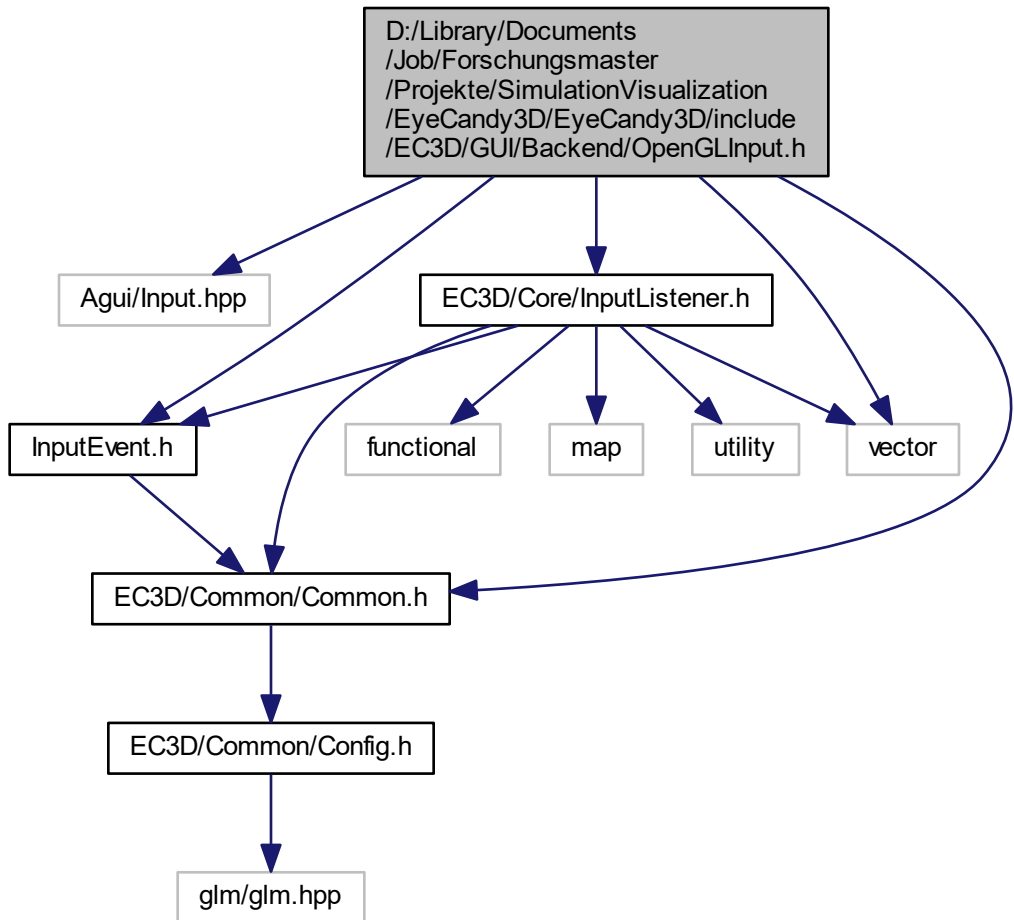 D:/Library/Documents
/Job/Forschungsmaster
/Projekte/SimulationVisualization
/EyeCandy3D/EyeCandy3D/include
/EC3D/GUI/Backend/OpenGLInput.h
Agui/Input.hpp
EC3D/Core/InputListener.h
InputEvent.h
functional
map
utility
vector
EC3D/Common/Common.h
EC3D/Common/Config.h
glm/glm.hpp